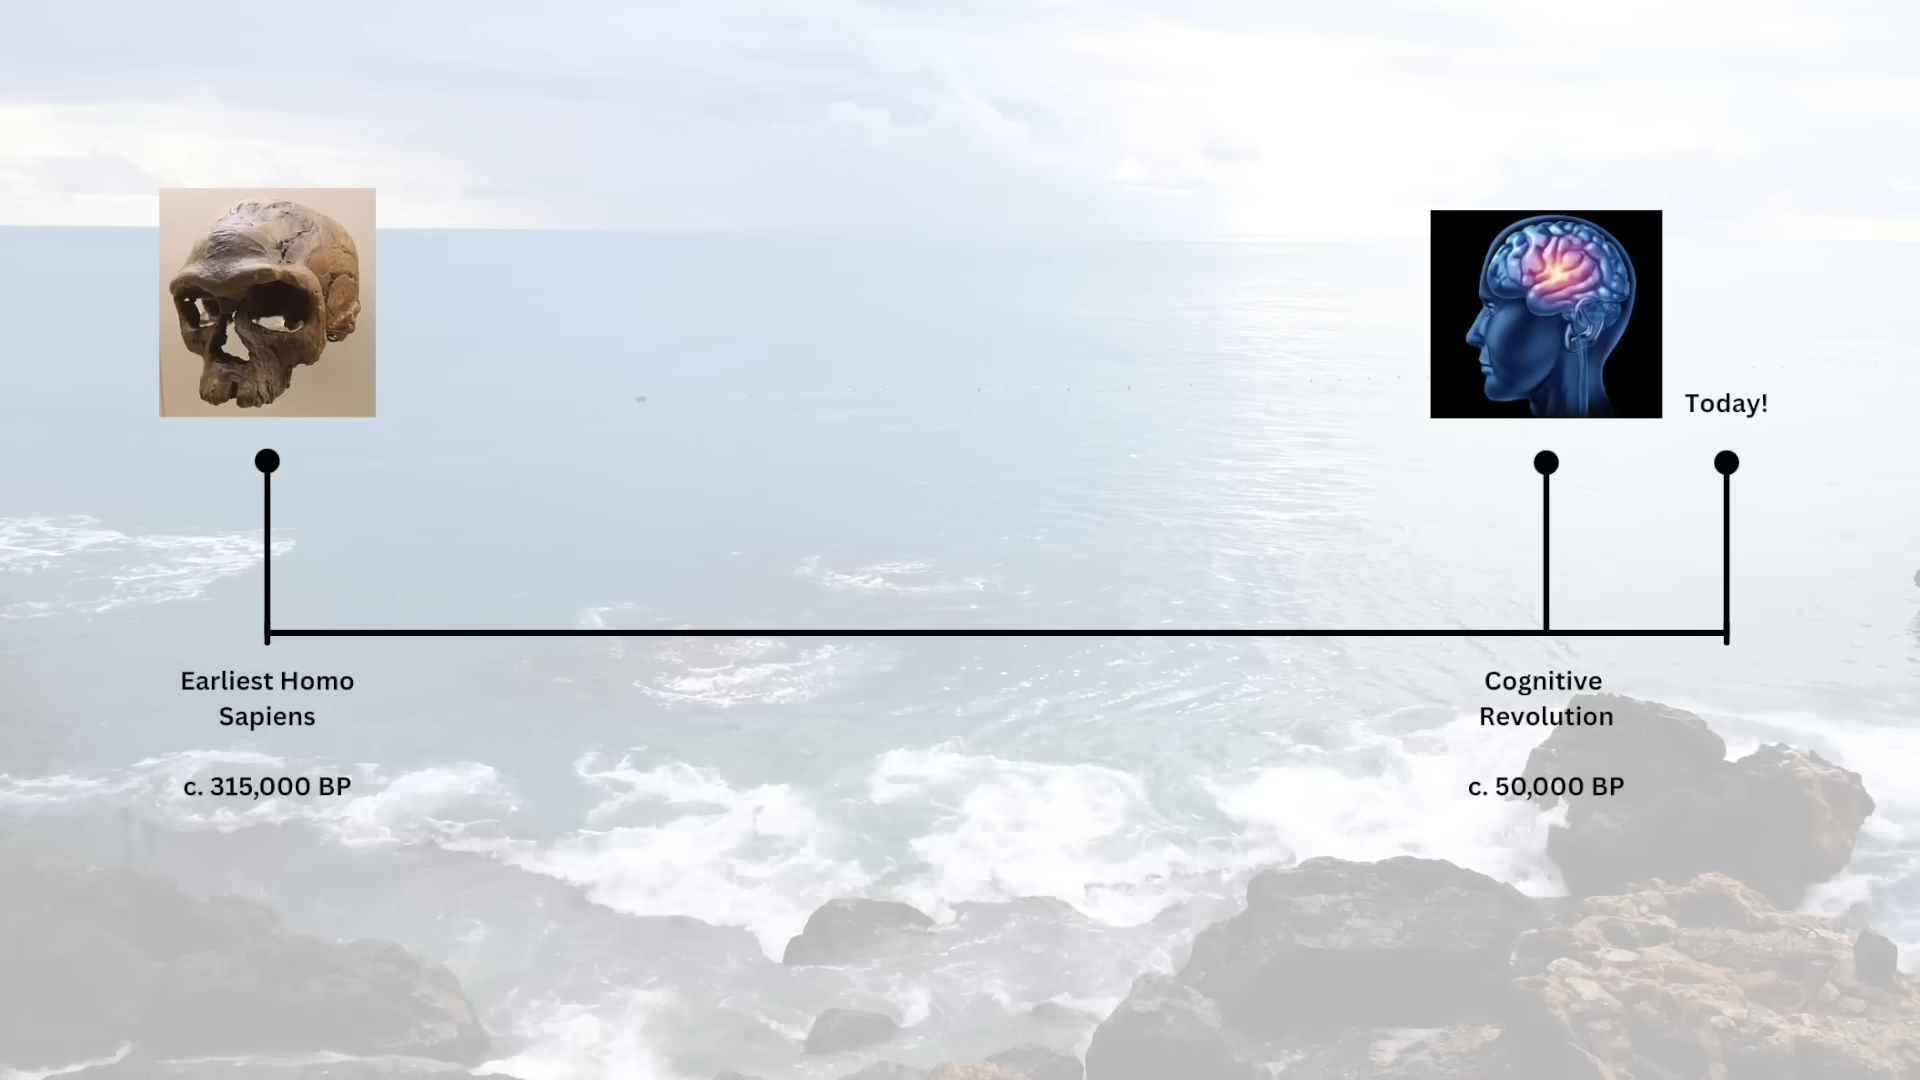 Today!
Earliest Homo
Sapiens
c. 315,000 BP
Cognitive
Revolution
c. 50,000 BP